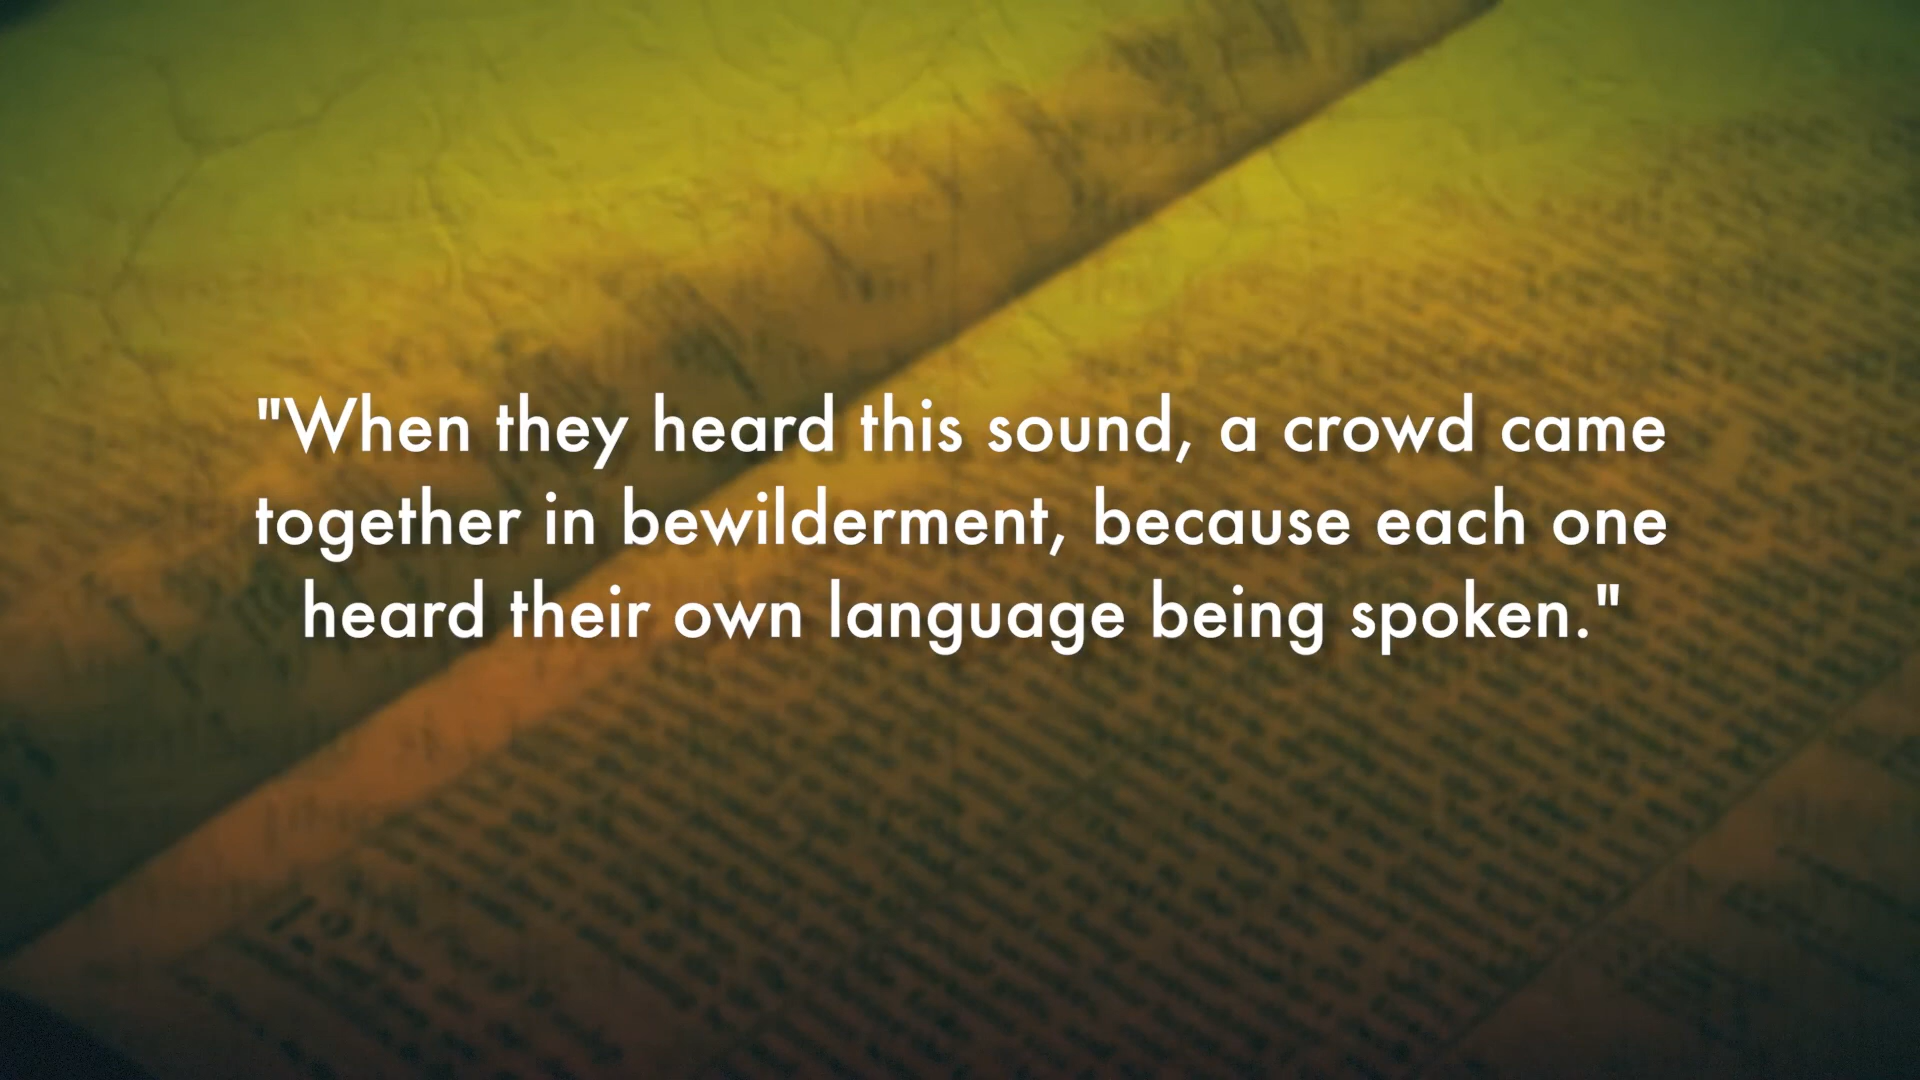 "When they heard this sound, a crowd came
together in bewilderment, because each one
heard their own language being spoken."